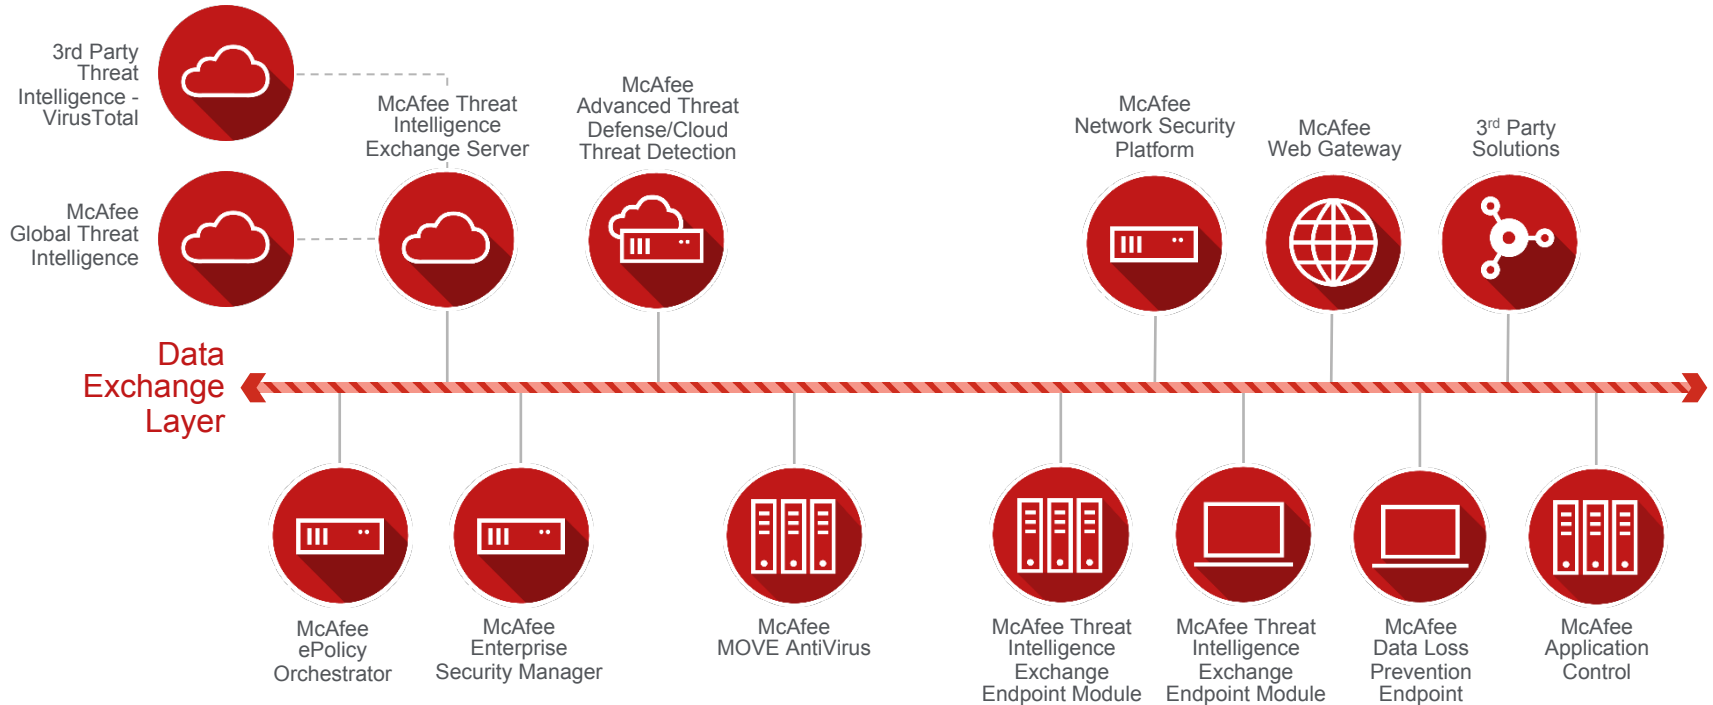 3rd Party
Threat
Intelligence -
VirusTotal
McAfee
Global Threat
Intelligence
McAfee Threat
Intelligence
Exchange Server
McAfee
Advanced Threat
Defense/Cloud
Threat Detection
McAfee
Network Security
Platform
McAfee
Web Gateway
3rd Party
Solutions
Data
Exchange
Layer
McAfee
ePolicy
Orchestrator
McAfee
Enterprise
Security Manager
McAfee
MOVE AntiVirus
McAfee Threat
Intelligence
Exchange
Endpoint Module
McAfee Threat
Intelligence
Exchange
Endpoint Module
McAfee
Data Loss
Prevention
Endpoint
McAfee
Application
Control